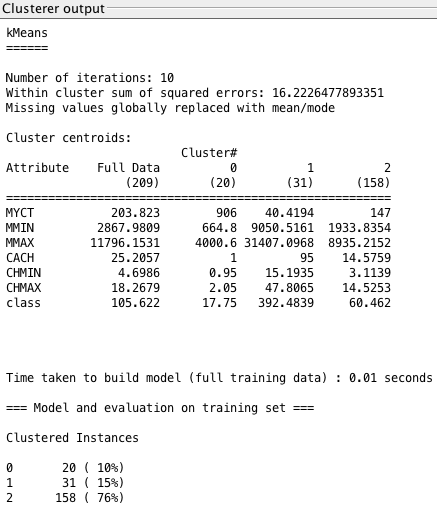 Clusterer output
kMeans
======
Number of iterations: 10
Within cluster sum of squared errors: 16.2226477893351
Missing values globally replaced with mean/mode
Cluster centroids:
Cluster#
Attribute Full Data 0 1 2
(209) (20) (31) (158)
==========================================================
MYCT 203.823 906 40.4194 147
MMIN 2867.9809 664.8 9050.5161 1933.8354
MMAX 11796.1531 4000.6 31407.0968 8935.2152
CACH 25.2057 1 95 14.5759
CHMIN 4.6986 0.95 15.1935 3.1139
CHMAX 18.2679 2.05 47.8065 14.5253
class 105.622 17.75 392.4839 60.462
Time taken to build model (full training data) : 0.01 seconds
=== Model and evaluation on training set ===
Clustered Instances
0 20 ( 10%)
1 31 ( 15%)
2 158 ( 76%)